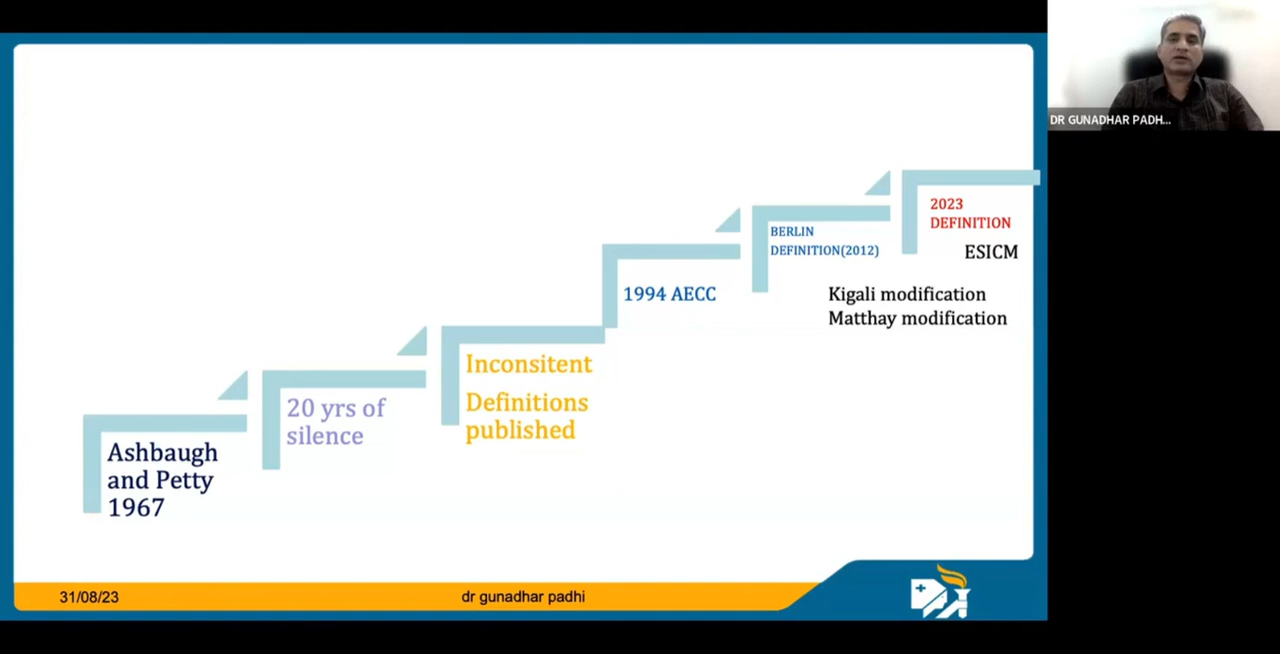 DR GUNADHAR PADH...
2023
DEFINITION
ESICM
BERLIN
DEFINITION(2012)
Kigali modification
Matthay modification
1994 AECC
Inconsitent
Definitions
published
20 yrs of
silence
Ashbaugh
and Petty
1967
31/08/23
dr gunadhar padhi